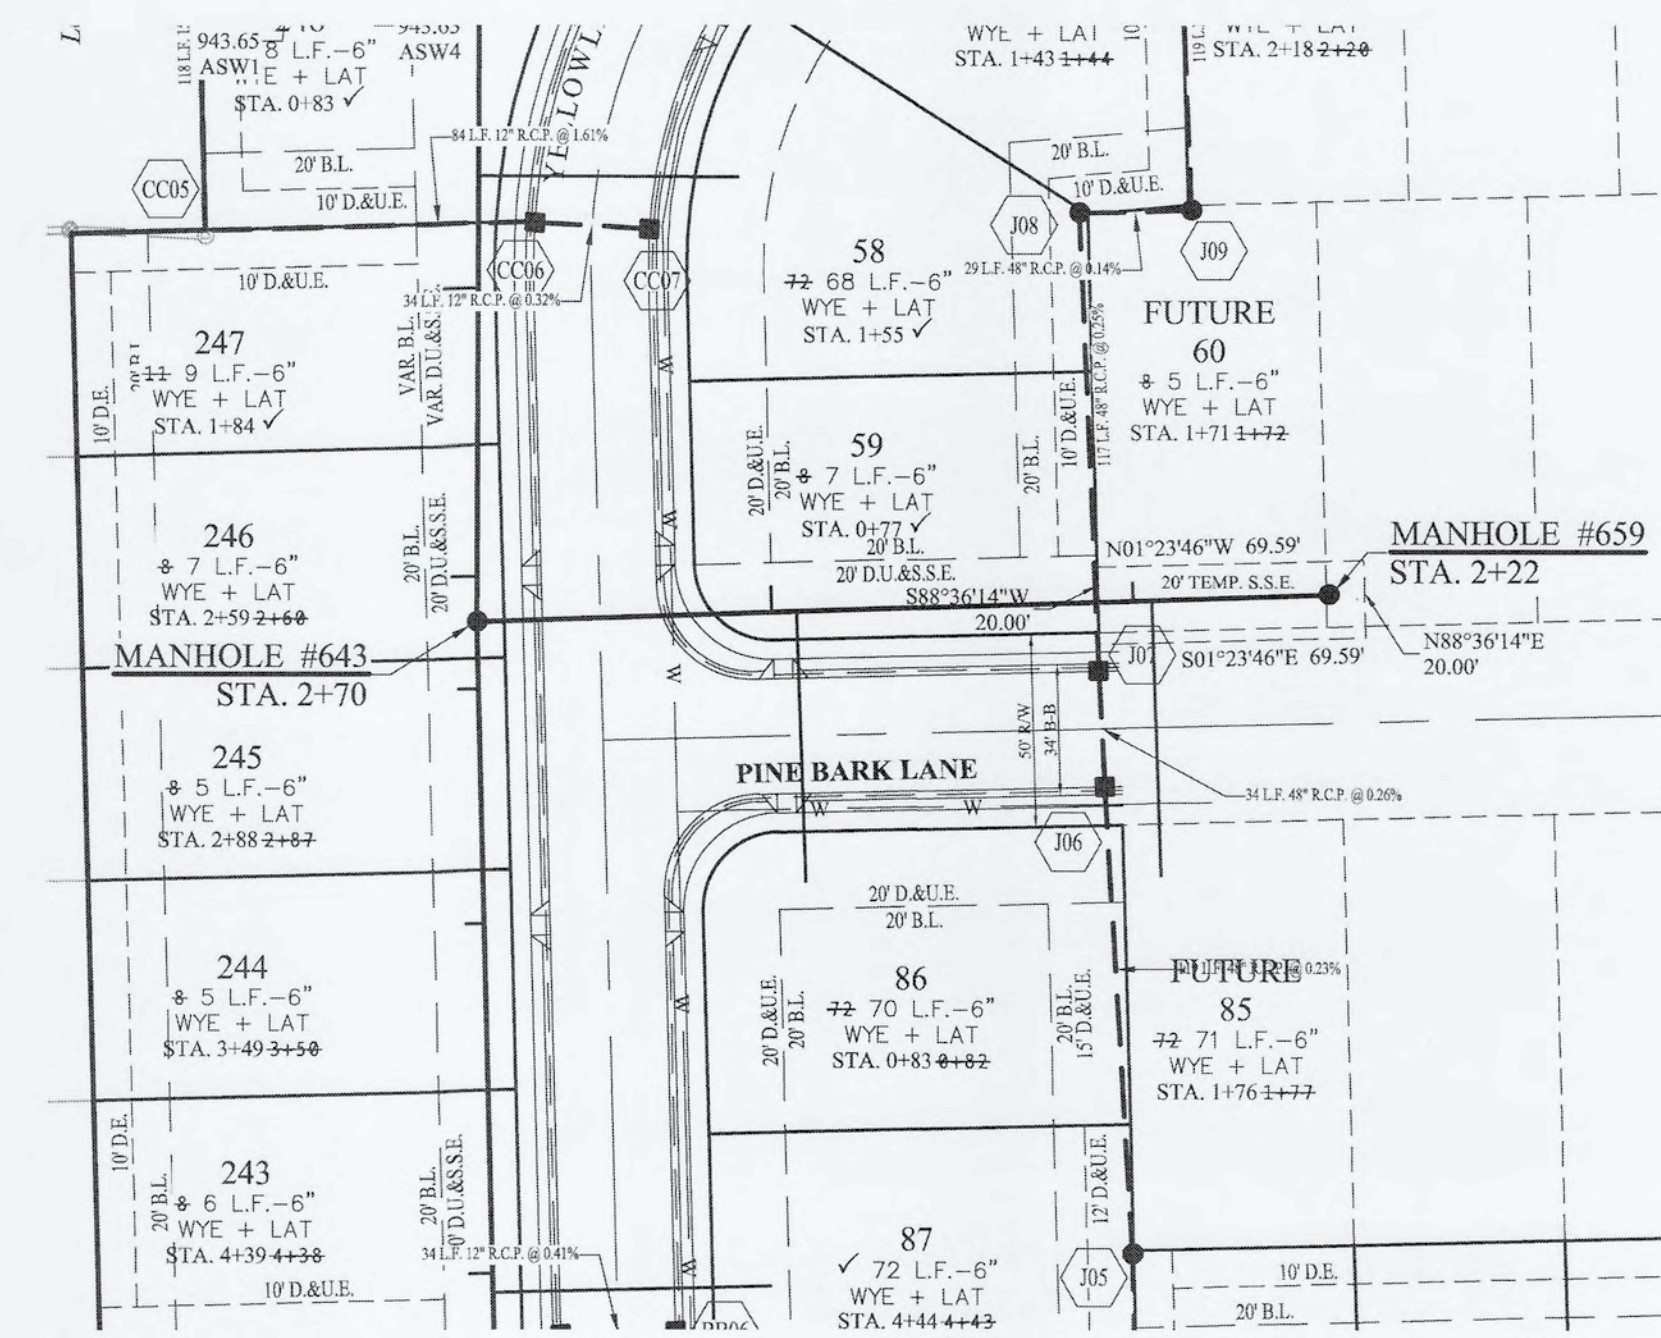 943.65
ASW1
8 L.F.-6"
E + LAT
STA. 0+83 ✓
943.65
ASW4
118 L.F.
20' B.L.
10' D.&U.E.
CC05
84 L.F. 12" R.C.P. @ 1.61%
YELLOWL
WYE + LAT
STA. 1+43 1+44
119 L.
WYE + LAT
STA. 2+18 2+20
20' B.L.
10' D.&U.E.
J08
J09
29 L.F. 48" R.C.P. @ 0.14%
CC06
CC07
34 L.F. 12" R.C.P. @ 0.32%
10' D.&U.E.
58
72 68 L.F.-6"
WYE + LAT
STA. 1+55 ✓
20' B.L.
117 L.F. 48" R.C.P. @ 0.25%
FUTURE
60
8 5 L.F.-6"
WYE + LAT
STA. 1+71 1+72
247
11 9 L.F.-6"
WYE + LAT
STA. 1+84 ✓
10' D.E.
20' B.L.
VAR. B.L.
VAR D.U.&S.
W
59
8 7 L.F.-6"
WYE + LAT
STA. 0+77 ✓
20' B.L.
20' D.U.&S.S.E.
20' D.&U.E.
20' B.L.
20' B.L.
10' D.&U.E.
246
8 7 L.F.-6"
WYE + LAT
STA. 2+59 2+60
20' B.L.
20' D.U.&S.S.E.
W
N01°23'46"W 69.59'
20' TEMP. S.S.E.
MANHOLE #659
STA. 2+22
S88°36'14"W
20.00'
MANHOLE #643
STA. 2+70
W
J07
S01°23'46"E 69.59'
N88°36'14"E
20.00'
50' R/W
34' B-B
PINE BARK LANE
W
W
34 L.F. 48" R.C.P. @ 0.26%
245
8 5 L.F.-6"
WYE + LAT
STA. 2+88 2+87
J06
20' D.&U.E.
20' B.L.
244
8 5 L.F.-6"
WYE + LAT
STA. 3+49 3+50
W
86
72 70 L.F.-6"
WYE + LAT
STA. 0+83 0+82
20' D.&U.E.
20' B.L.
20' B.L.
15' D.&U.E.
FUTURE
R.C.P. @ 0.23%
85
72 71 L.F.-6"
WYE + LAT
STA. 1+76 1+77
243
8 6 L.F.-6"
WYE + LAT
STA. 4+39 4+38
10' D.E.
20' B.L.
20' B.L.
0' D.U.&S.S.E.
12' D.&U.E.
34 L.F. 12" R.C.P. @ 0.41%
10' D.&U.E.
W
87
✓ 72 L.F.-6"
WYE + LAT
STA. 4+44 4+43
J05
10' D.E.
20' B.L.